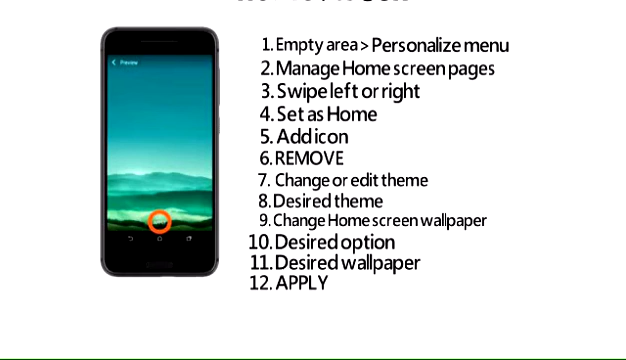 Preview
1. Empty area > Personalize menu
2. Manage Home screen pages
3. Swipe left or right
4. Set as Home
5. Add icon
6. REMOVE
7. Change or edit theme
8. Desired theme
9. Change Home screen wallpaper
10. Desired option
11. Desired wallpaper
12. APPLY